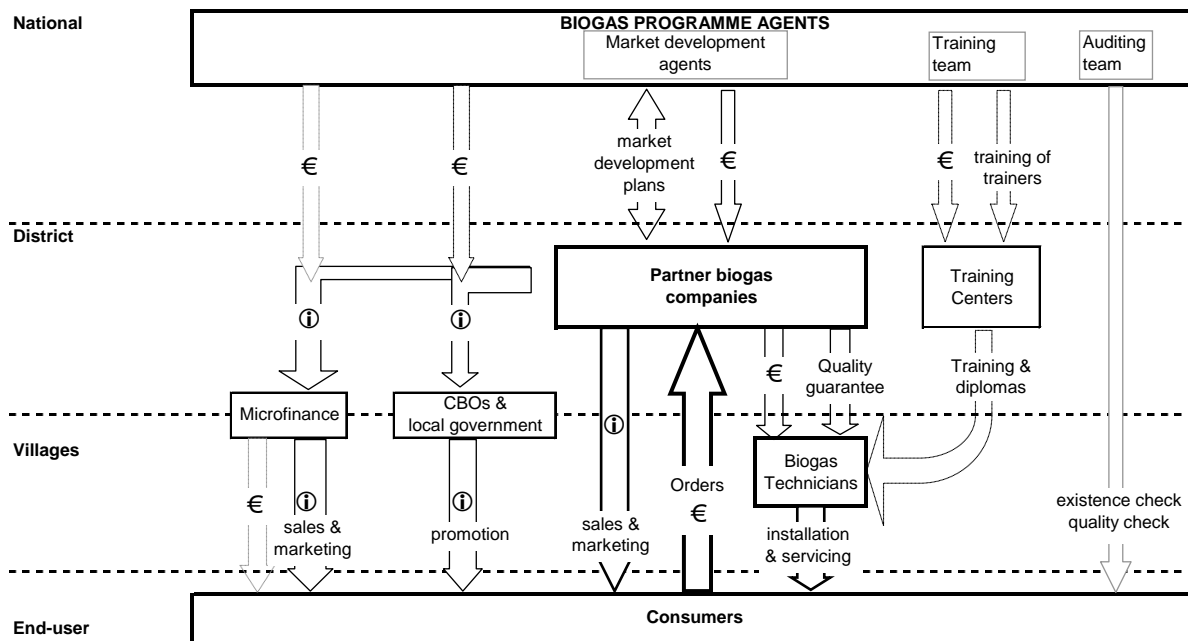 National
BIOGAS PROGRAMME AGENTS
Market development
agents
Training
team
Auditing
team
€
€
market
development
plans
€
€
training of
trainers
District
Partner biogas
companies
Training
Centers
i
i
€
Quality
guarantee
Training &
diplomas
Microfinance
CBOs &
local government
i
Villages
Biogas
Technicians
€
i
sales &
marketing
i
promotion
sales &
marketing
Orders
€
installation
& servicing
existence check
quality check
Consumers
End-user